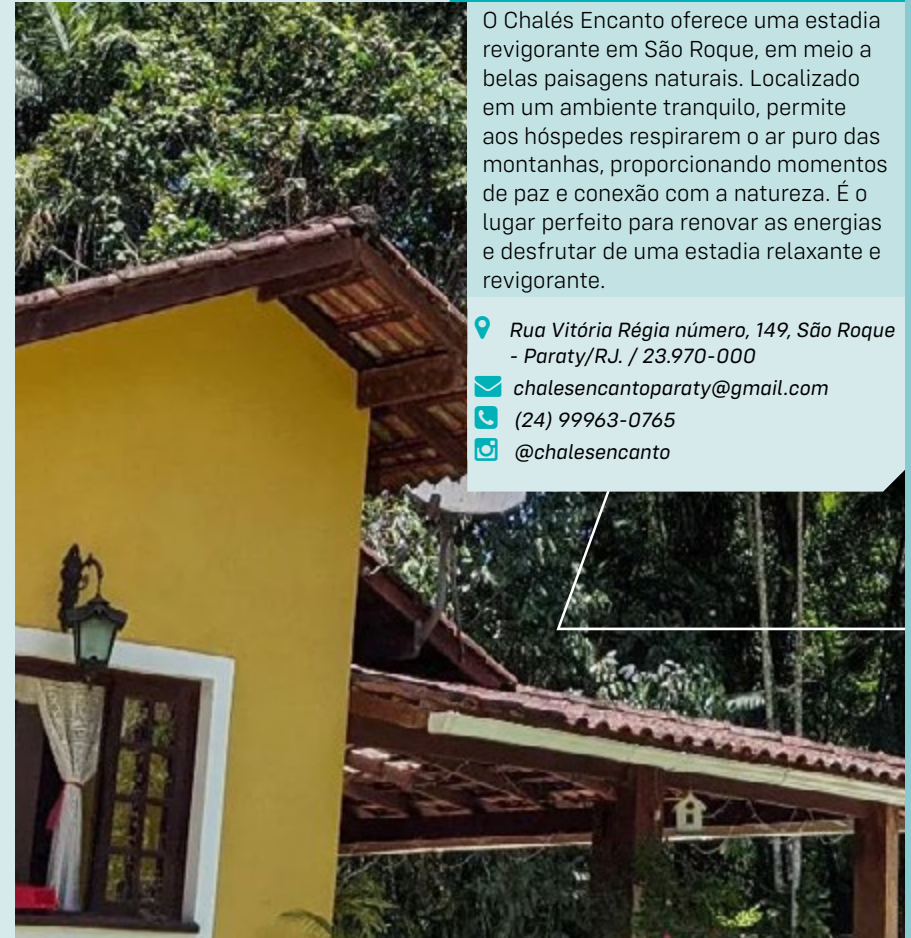 O Chalés Encanto oferece uma estadia
revigorante em São Roque, em meio a
belas paisagens naturais. Localizado
em um ambiente tranquilo, permite
aos hóspedes respirarem o ar puro das
montanhas, proporcionando momentos
de paz e conexão com a natureza. É o
lugar perfeito para renovar as energias
e desfrutar de uma estadia relaxante e
revigorante.
Rua Vitória Régia número, 149, São Roque
- Paraty/RJ. / 23.970-000
chalesencantoparaty@gmail.com
(24) 99963-0765
@chalesencanto